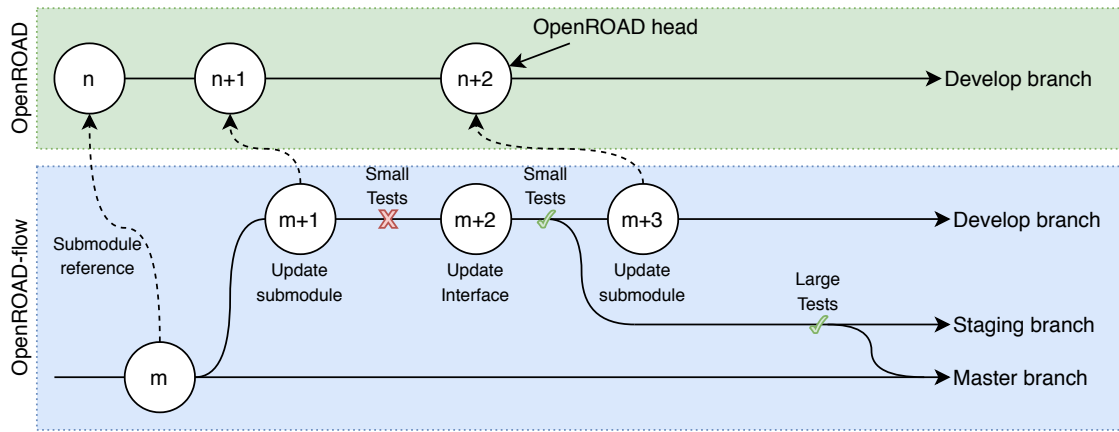 OpenROAD
OpenROAD head
n
n+1
n+2
Develop branch
OpenROAD-flow
Submodule
reference
Small
Tests
Small
Tests
m+1
m+2
m+3
Develop branch
Update
submodule
Update
Interface
Update
submodule
Large
Tests
Staging branch
m
Master branch